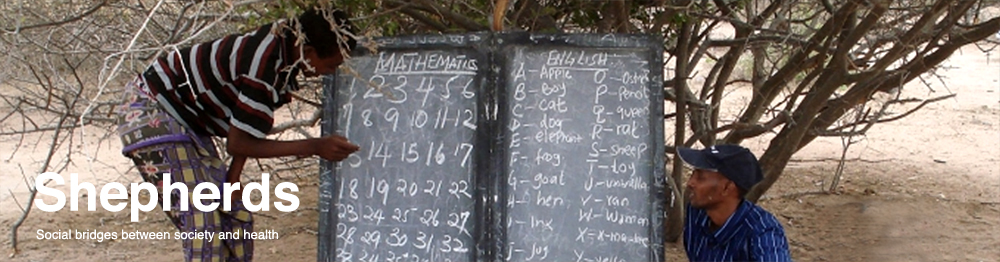 MATHEMATICS
1 2 3 4 5 6
7 8 9 10 11 12
14 15 16 17
18 19 20 21 22
23 24 25 26 27
28 29 30 31 32
ENGLISH
A - Apple
B - Boy
C - Cat
D - dog
E - elephant
F - frog
G - goat
H - hen
I - Ink
J - Jug
O - Ostrich
P - Pencil
Q - queen
R - rat
S - sheep
T - toy
U - umbrella
V - van
W - Woman
Shepherds
Social bridges between society and health